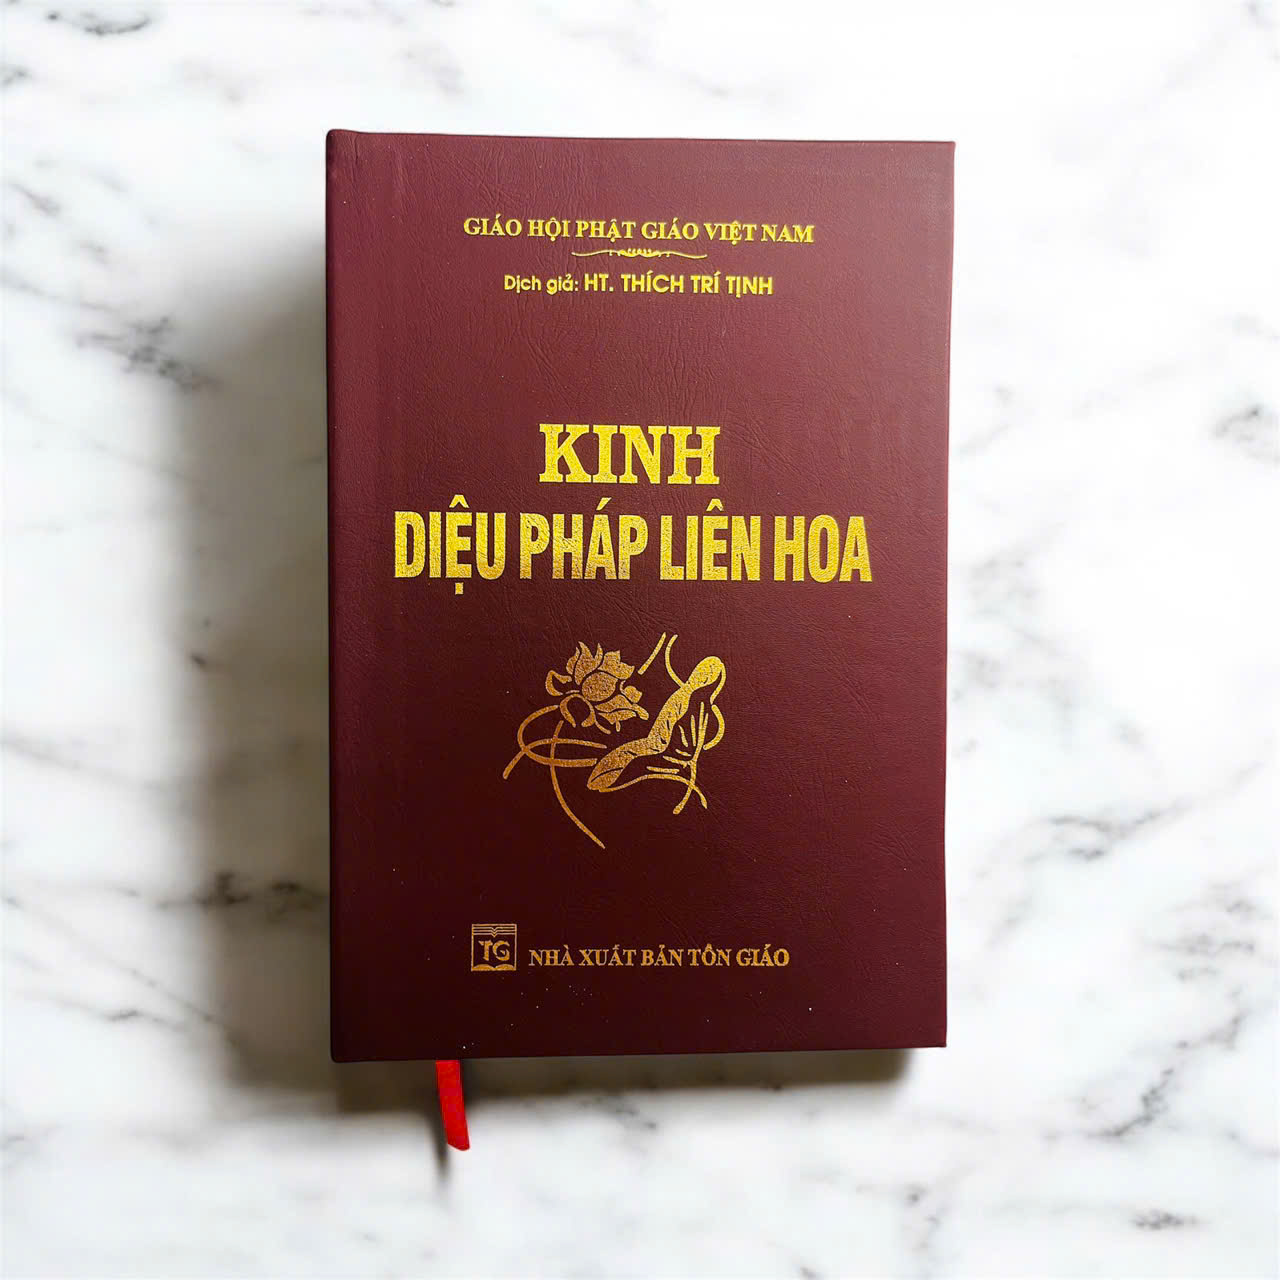 GIÁO HỘI PHẬT GIÁO VIỆT NAM
Dịch giả: HT. THÍCH TRÍ TỊNH
KINH
DIỆU PHÁP LIÊN HOA
TG NHÀ XUẤT BẢN TÔN GIÁO